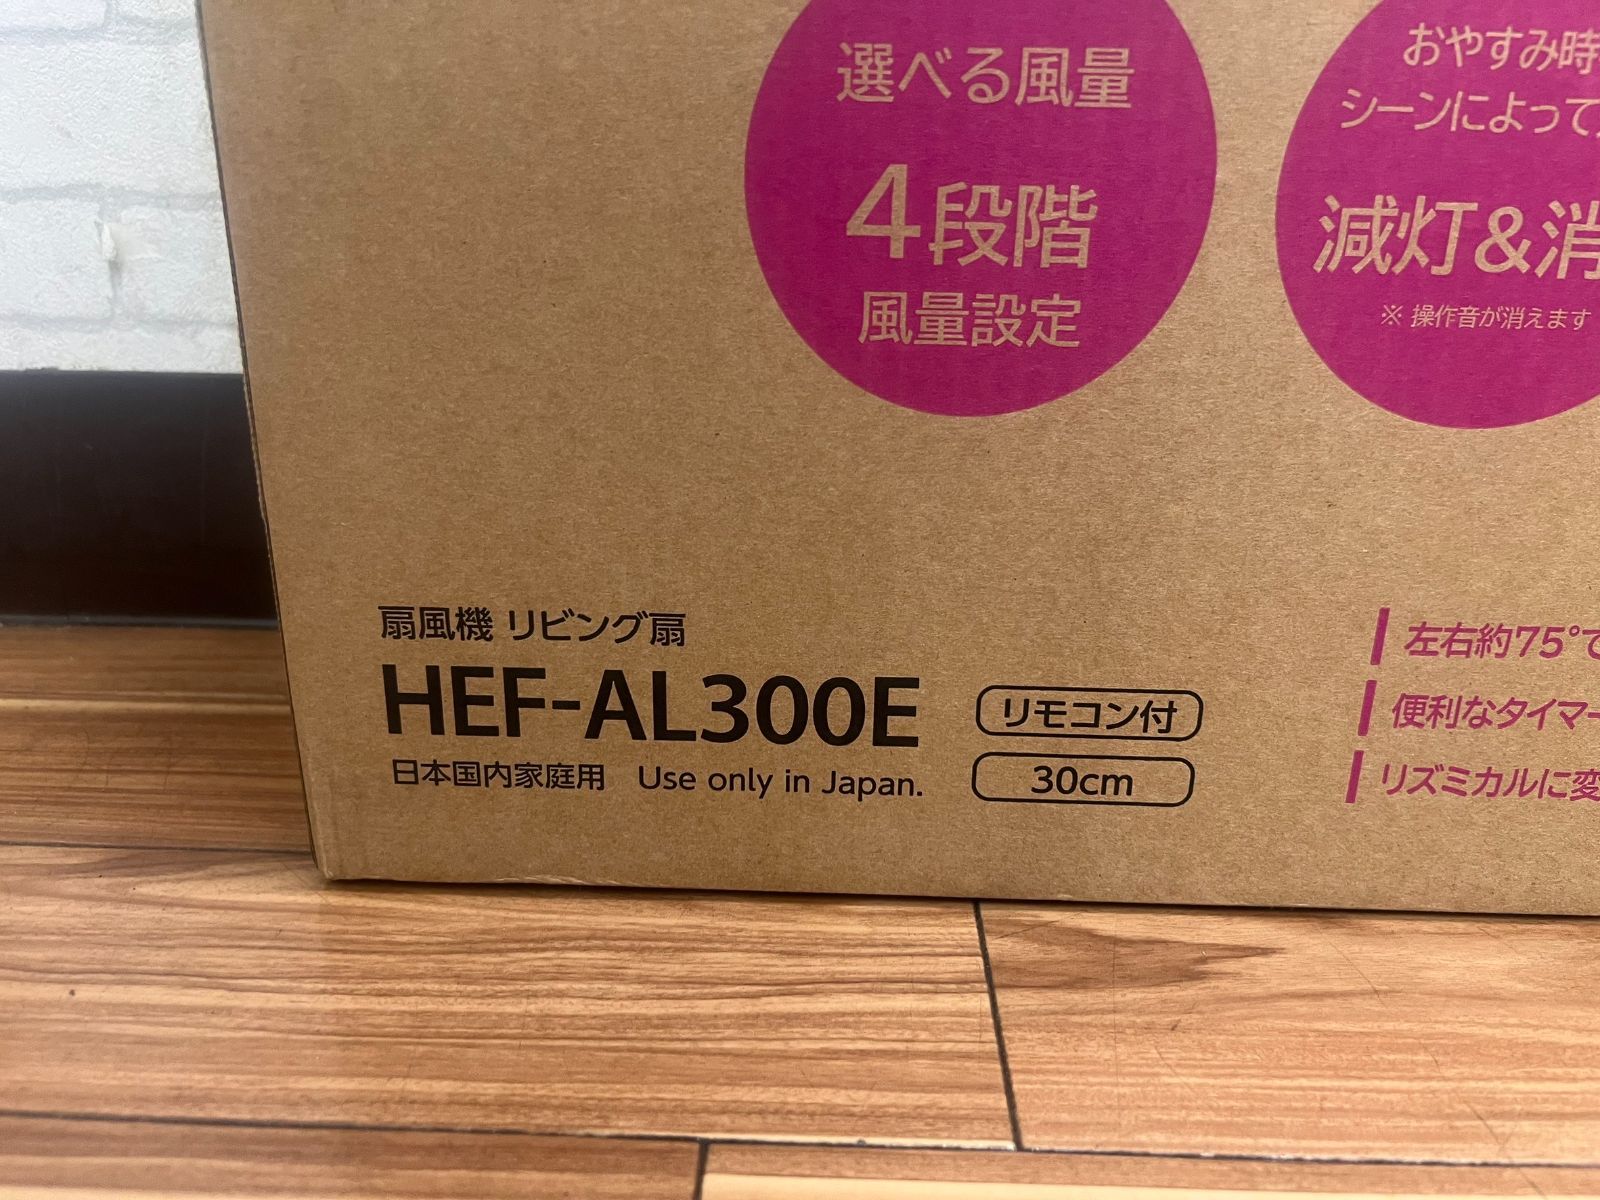 選べる風量
4段階
風量設定
おやすみ時
シーンによって
減灯&消
※ 操作音が消えます
扇風機 リビング扇
HEF-AL300E
リモコン付
日本国内家庭用 Use only in Japan.
30cm
左右約75°で
便利なタイマー
リズミカルに変